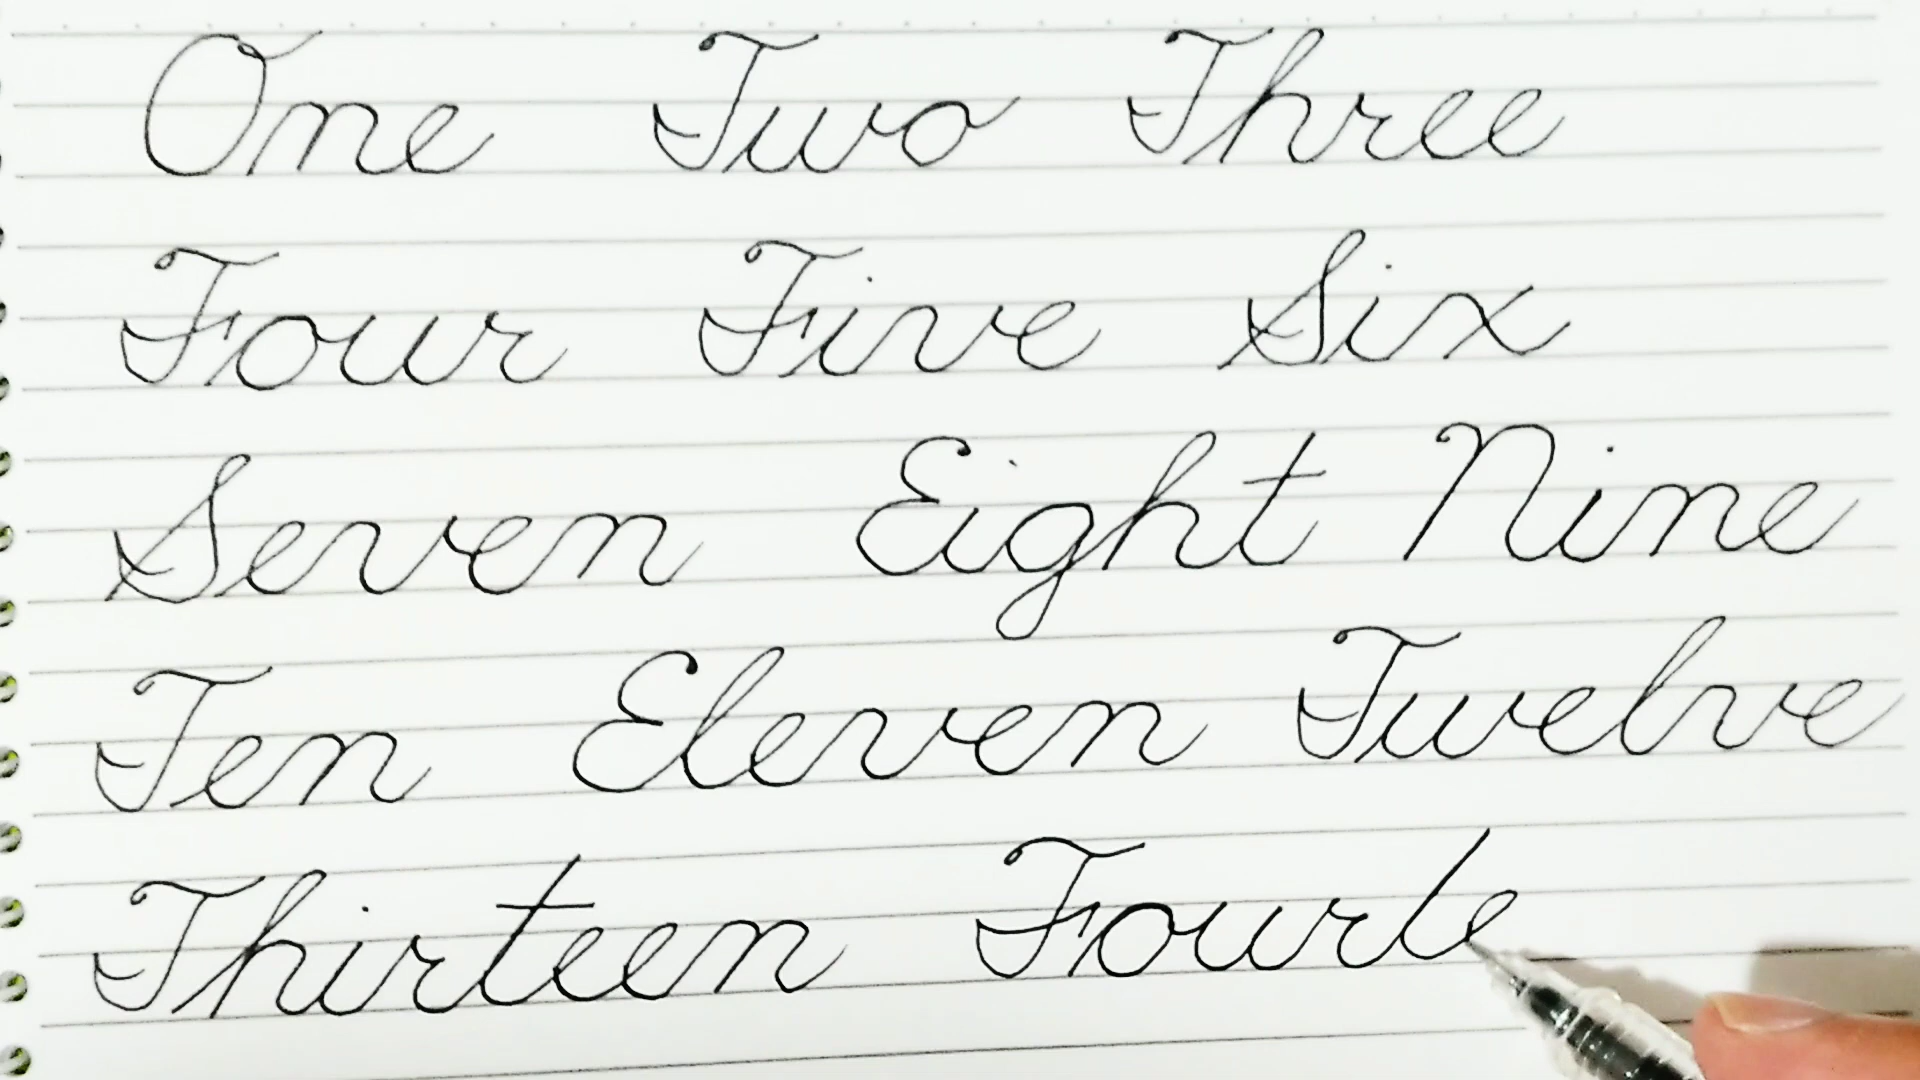 One Two Three
Four Five Six
Seven Eight Nine
Ten Eleven Twelve
Thirteen Fourte